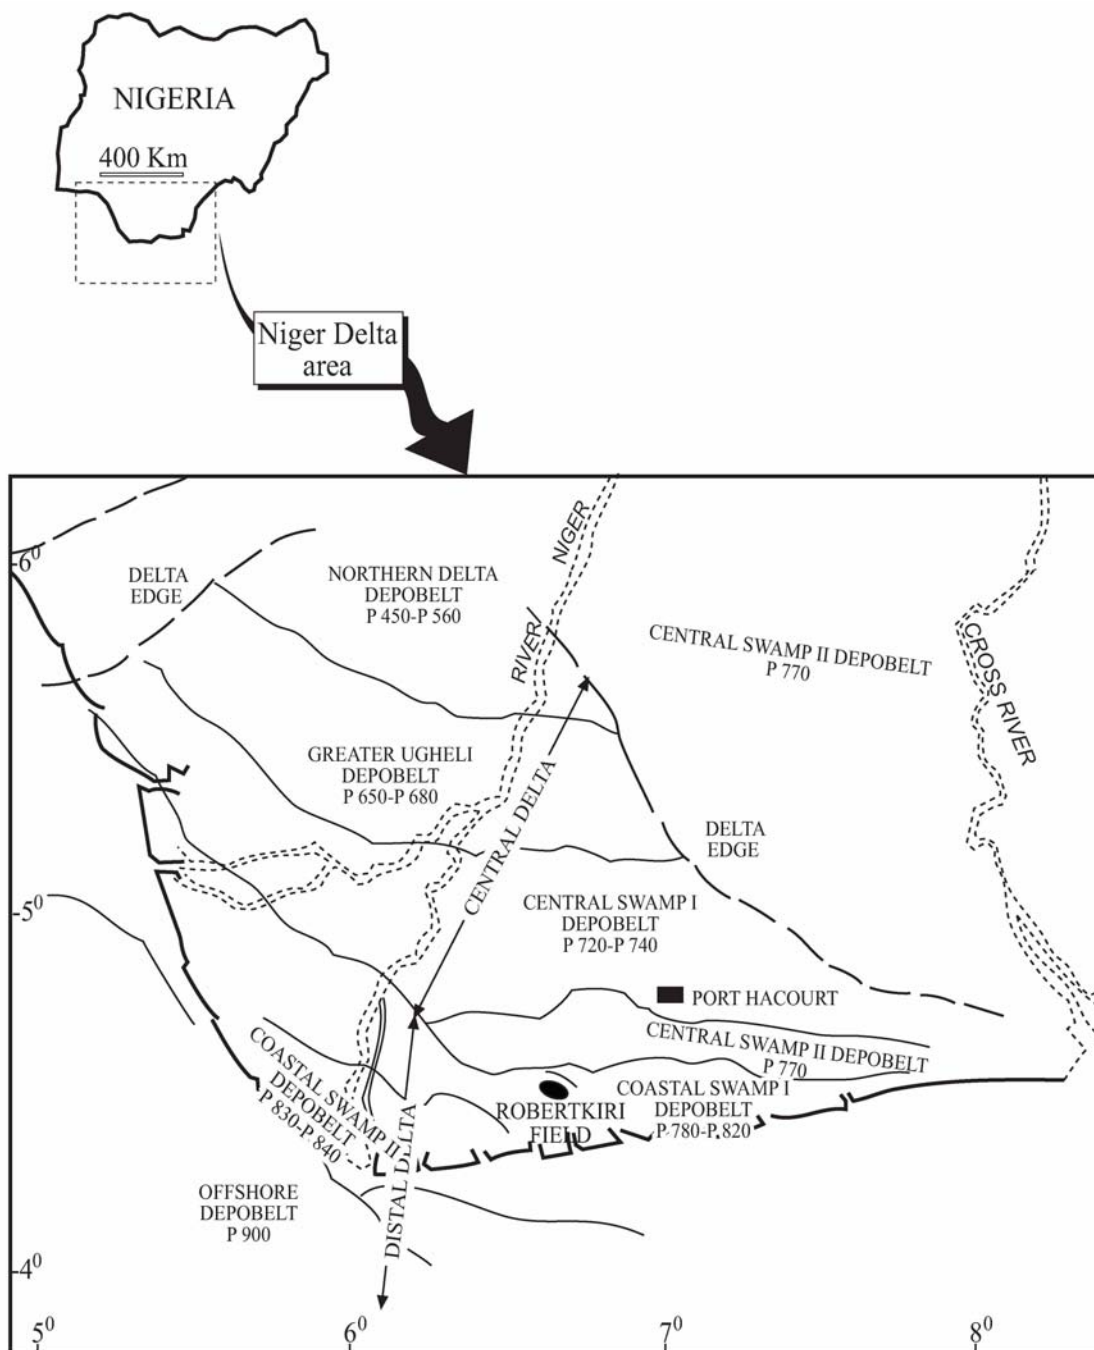 NIGERIA
400 Km
Niger Delta
area
6⁰
DELTA
EDGE
NORTHERN DELTA
DEPOBELT
P 450-P 560
RIVER NIGER
CENTRAL SWAMP II DEPOBELT
P 770
CROSS RIVER
GREATER UGHELI
DEPOBELT
P 650-P 680
CENTRAL DELTA
DELTA
EDGE
5⁰
CENTRAL SWAMP I
DEPOBELT
P 720-P 740
PORT HACOURT
CENTRAL SWAMP II DEPOBELT
P 770
COASTAL SWAMP II
DEPOBELT
P 830-P 840
ROBERTKIRI
FIELD
COASTAL SWAMP I
DEPOBELT
P 780-P 820
DISTAL DELTA
OFFSHORE
DEPOBELT
P 900
4⁰
5⁰
6⁰
7⁰
8⁰